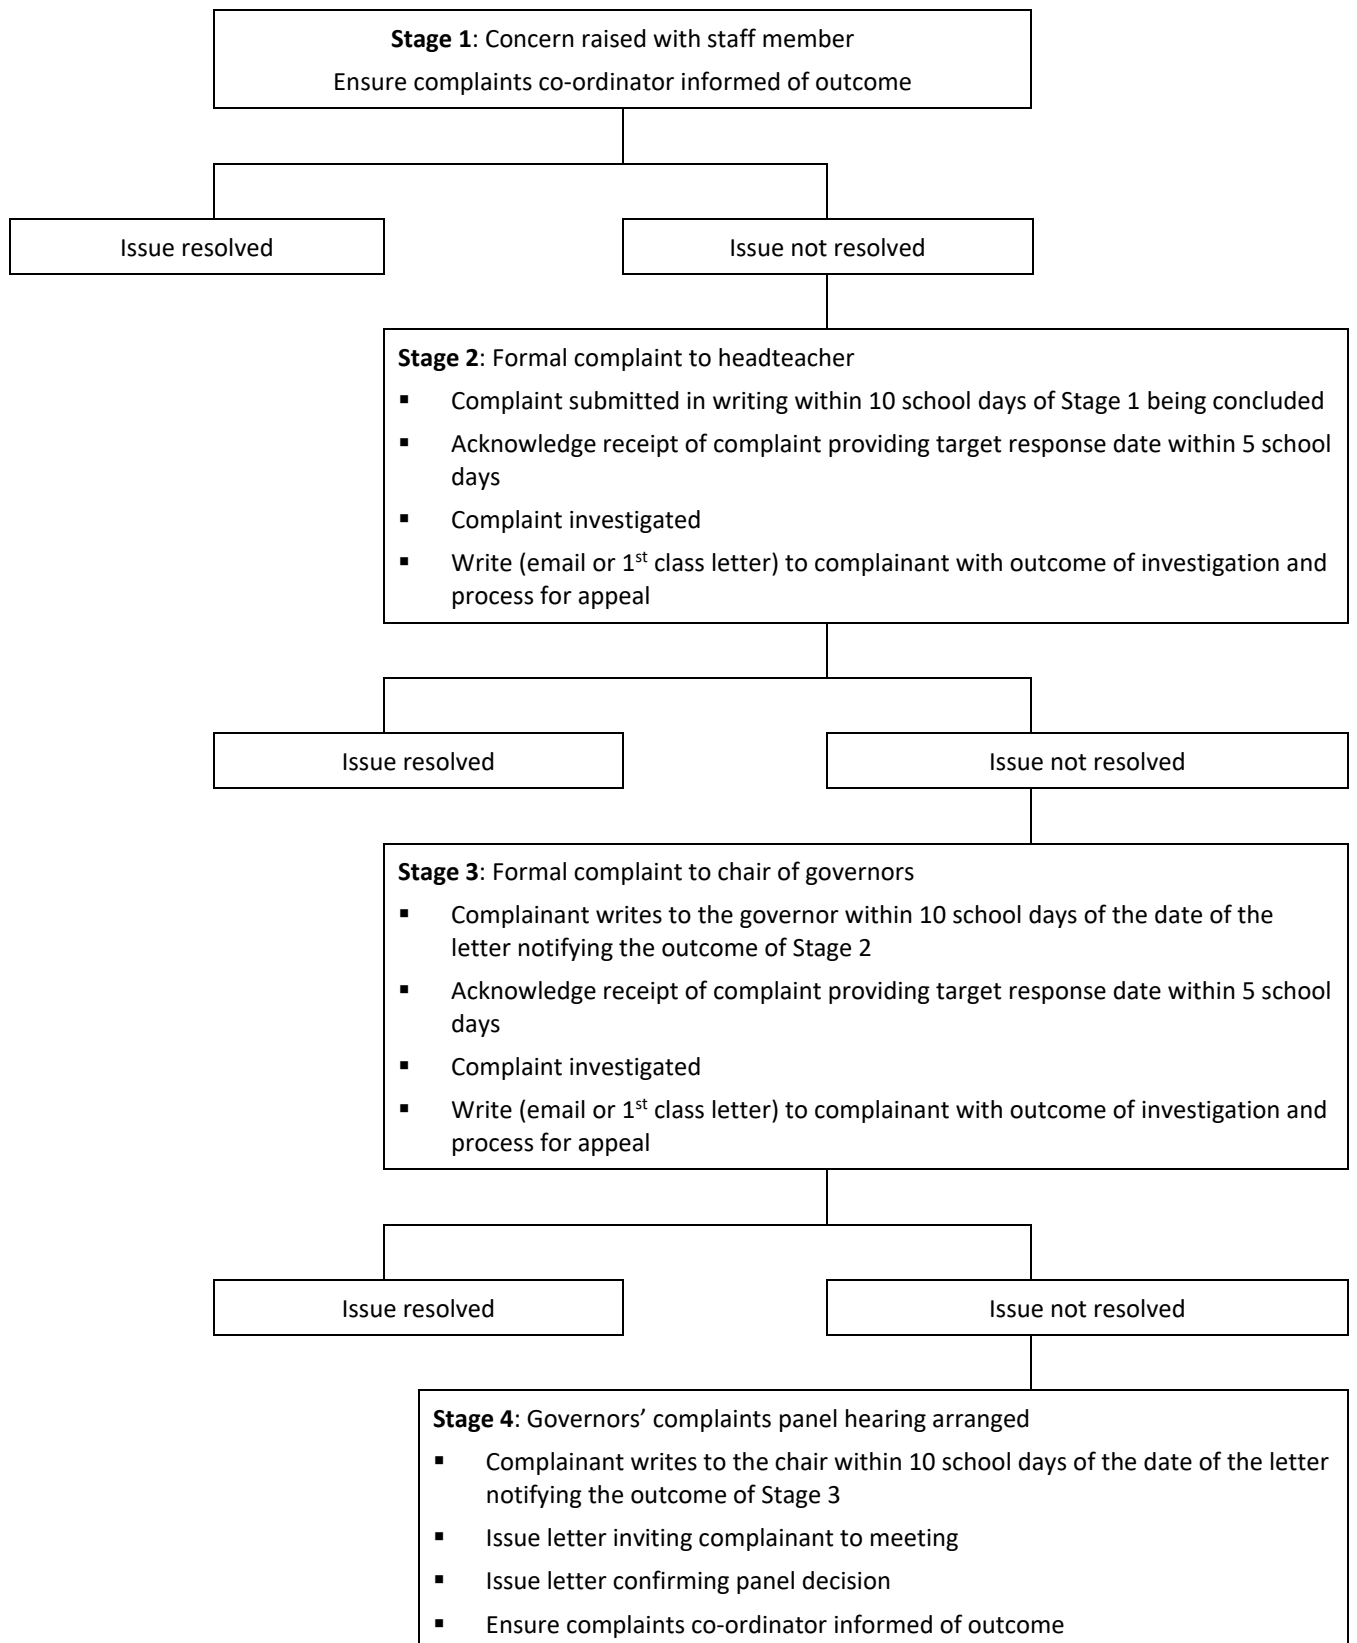 Stage 1: Concern raised with staff member
Ensure complaints co-ordinator informed of outcome
Issue resolved
Issue not resolved
Stage 2: Formal complaint to headteacher
▪ Complaint submitted in writing within 10 school days of Stage 1 being concluded
▪ Acknowledge receipt of complaint providing target response date within 5 school
days
▪ Complaint investigated
▪ Write (email or 1st class letter) to complainant with outcome of investigation and
process for appeal
Issue resolved
Issue not resolved
Stage 3: Formal complaint to chair of governors
▪ Complainant writes to the governor within 10 school days of the date of the
letter notifying the outcome of Stage 2
▪ Acknowledge receipt of complaint providing target response date within 5 school
days
▪ Complaint investigated
▪ Write (email or 1st class letter) to complainant with outcome of investigation and
process for appeal
Issue resolved
Issue not resolved
Stage 4: Governors’ complaints panel hearing arranged
▪ Complainant writes to the chair within 10 school days of the date of the letter
notifying the outcome of Stage 3
▪ Issue letter inviting complainant to meeting
▪ Issue letter confirming panel decision
▪ Ensure complaints co-ordinator informed of outcome